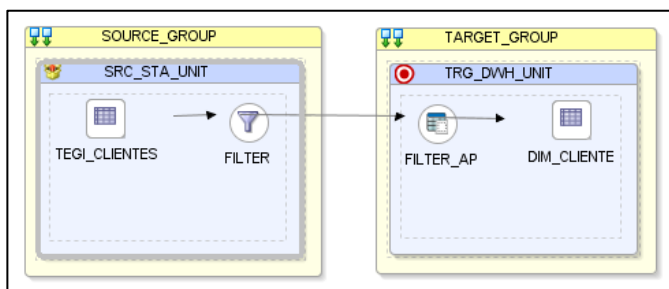 SOURCE_GROUP
SRC_STA_UNIT
TEGI_CLIENTES
FILTER
TARGET_GROUP
TRG_DWH_UNIT
FILTER_AP
DIM_CLIENTE